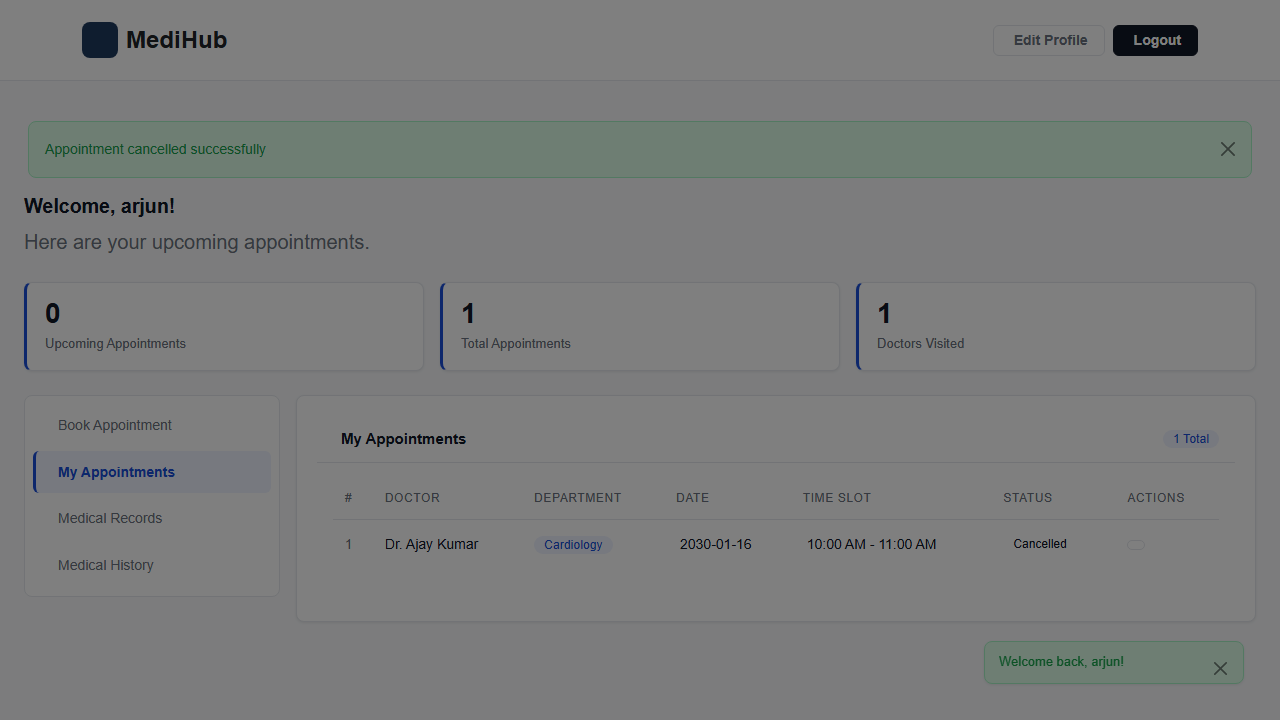 MediHub
Edit Profile
Logout
Appointment cancelled successfully
Welcome, arjun!
Here are your upcoming appointments.
0
Upcoming Appointments
1
Total Appointments
1
Doctors Visited
Book Appointment
My Appointments
Medical Records
Medical History
My Appointments
1 Total
# DOCTOR DEPARTMENT DATE TIME SLOT STATUS ACTIONS
1 Dr. Ajay Kumar Cardiology 2030-01-16 10:00 AM - 11:00 AM Cancelled
Welcome back, arjun!